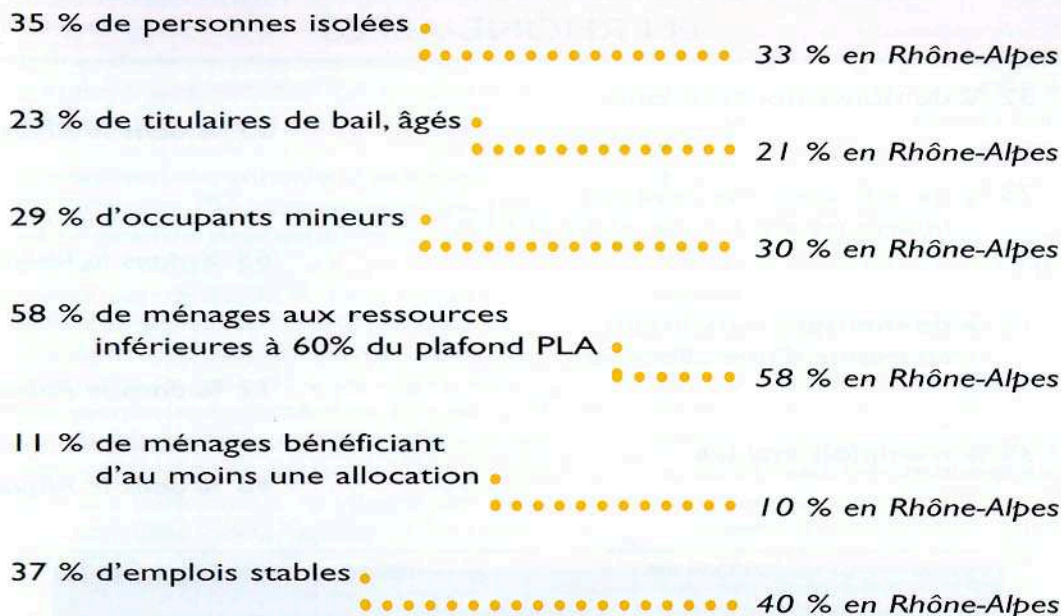 35 % de personnes isolées
33 % en Rhône-Alpes
23 % de titulaires de bail, âgés
21 % en Rhône-Alpes
29 % d'occupants mineurs
30 % en Rhône-Alpes
58 % de ménages aux ressources
inférieures à 60% du plafond PLA
58 % en Rhône-Alpes
11 % de ménages bénéficiant
d'au moins une allocation
10 % en Rhône-Alpes
37 % d'emplois stables
40 % en Rhône-Alpes